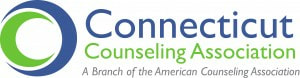 Connecticut
Counseling Association
A Branch of the American Counseling Association